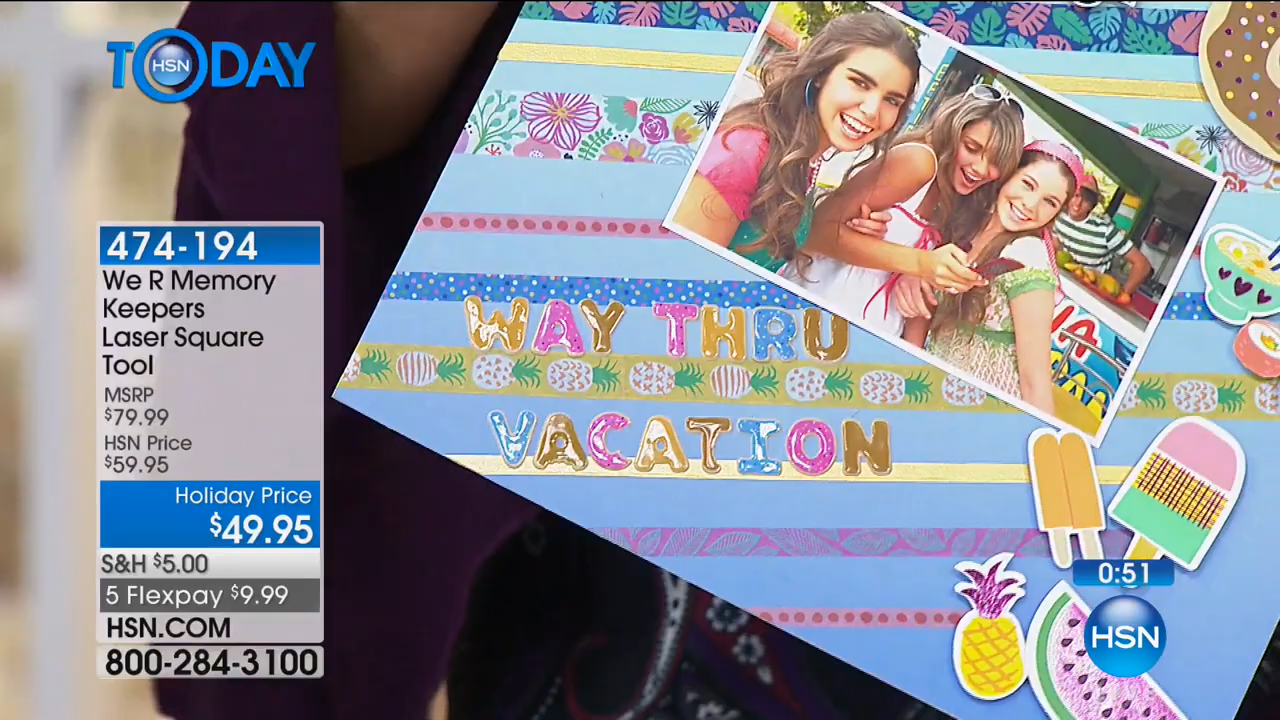 TODAY
HSN
474-194
We R Memory
Keepers
Laser Square
Tool
MSRP
$79.99
HSN Price
$59.95
Holiday Price
$49.95
S&H $5.00
5 Flexpay $9.99
HSN.COM
800-284-3100
WAY THRU
VACATION
0:51
HSN